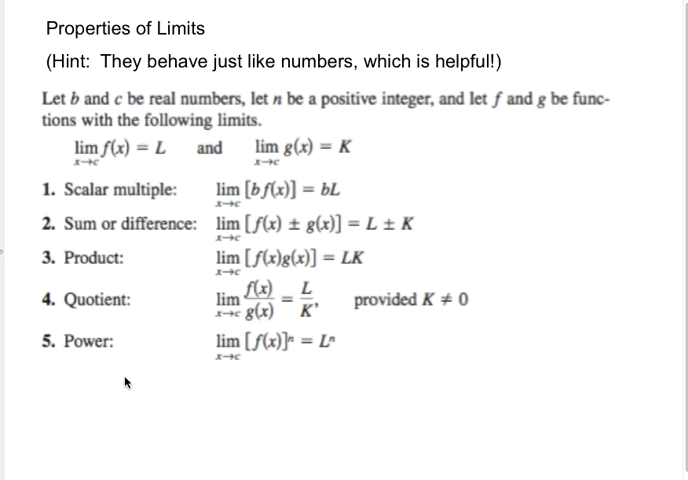 Properties of Limits
(Hint:  They behave just like numbers, which is helpful!)
Let b and c be real numbers, let n be a positive integer, and let f and g be func-
tions with the following limits.
lim f(x) = L and lim g(x) = K
x→c x→c
1. Scalar multiple: lim [b f(x)] = bL
x→c
2. Sum or difference: lim [f(x) ± g(x)] = L ± K
x→c
3. Product: lim [f(x)g(x)] = LK
x→c
4. Quotient: lim f(x)/g(x) = L/K, provided K ≠ 0
x→c
5. Power: lim [f(x)]ⁿ = Lⁿ
x→c